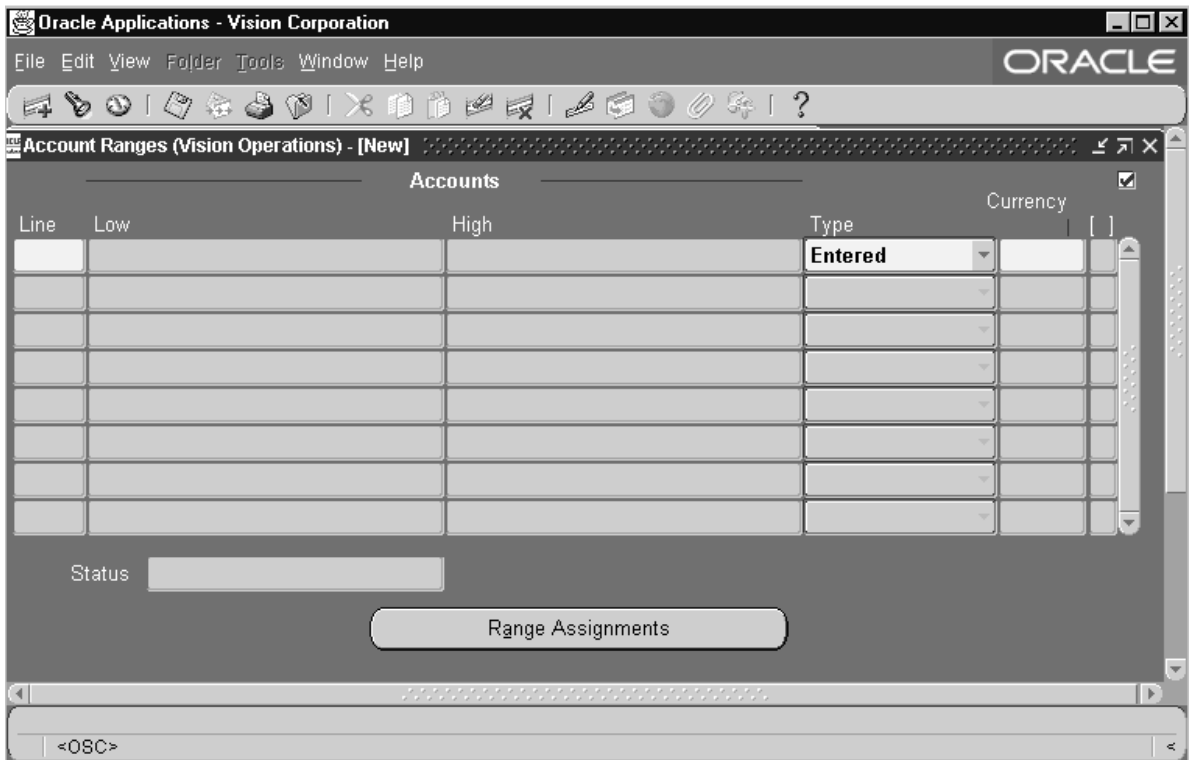 Oracle Applications - Vision Corporation
File Edit View Folder Tools Window Help
ORACLE
Account Ranges (Vision Operations) - [New]
Accounts
Currency
Line Low High Type [ ]
Entered
Status
Range Assignments
<OSC>
<